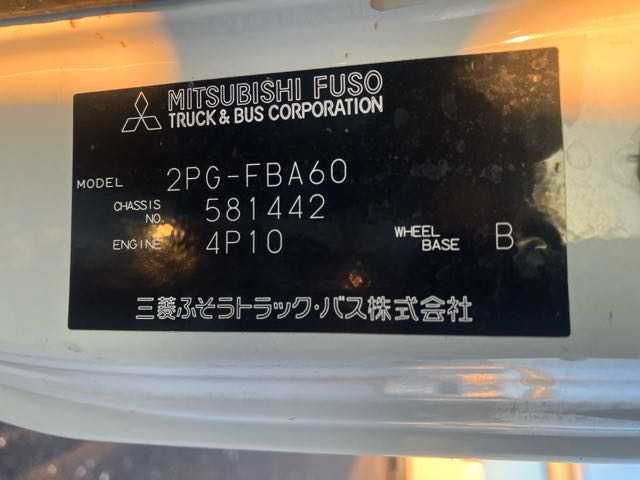 MITSUBISHI FUSO
TRUCK & BUS CORPORATION
MODEL 2PG-FBA60
CHASSIS NO. 581442
ENGINE 4P10 WHEEL BASE B
三菱ふそうトラック・バス株式会社